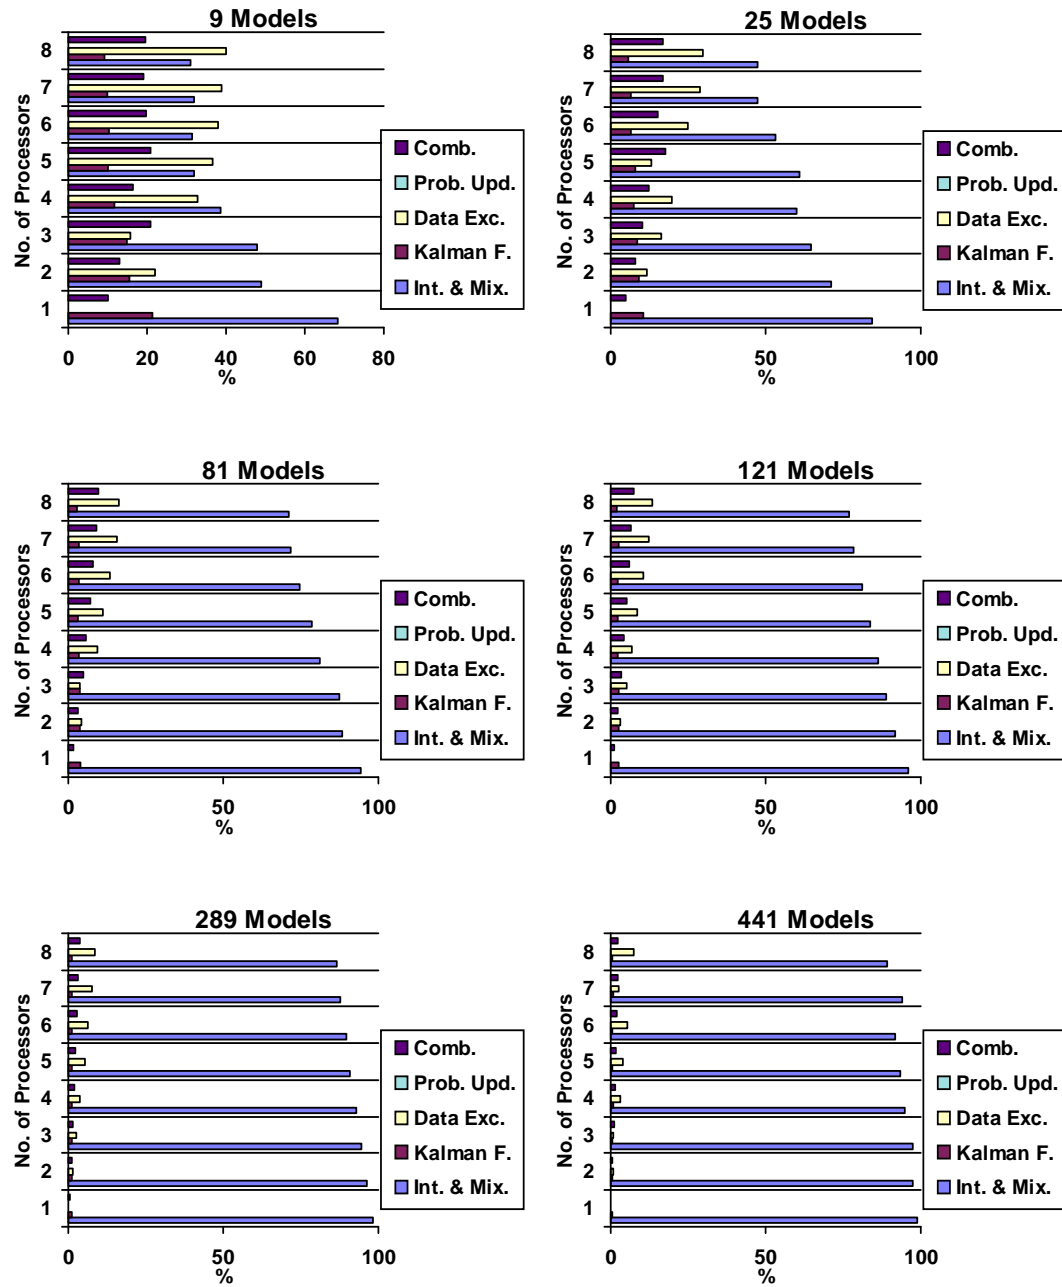 9 Models
No. of Processors
8
7
6
5
4
3
2
1
0 20 40 60 80
%
Comb.
Prob. Upd.
Data Exc.
Kalman F.
Int. & Mix.
25 Models
No. of Processors
8
7
6
5
4
3
2
1
0 50 100
%
Comb.
Prob. Upd.
Data Exc.
Kalman F.
Int. & Mix.
81 Models
No. of Processors
8
7
6
5
4
3
2
1
0 50 100
%
Comb.
Prob. Upd.
Data Exc.
Kalman F.
Int. & Mix.
121 Models
No. of Processors
8
7
6
5
4
3
2
1
0 50 100
%
Comb.
Prob. Upd.
Data Exc.
Kalman F.
Int. & Mix.
289 Models
No. of Processors
8
7
6
5
4
3
2
1
0 50 100
%
Comb.
Prob. Upd.
Data Exc.
Kalman F.
Int. & Mix.
441 Models
No. of Processors
8
7
6
5
4
3
2
1
0 50 100
%
Comb.
Prob. Upd.
Data Exc.
Kalman F.
Int. & Mix.